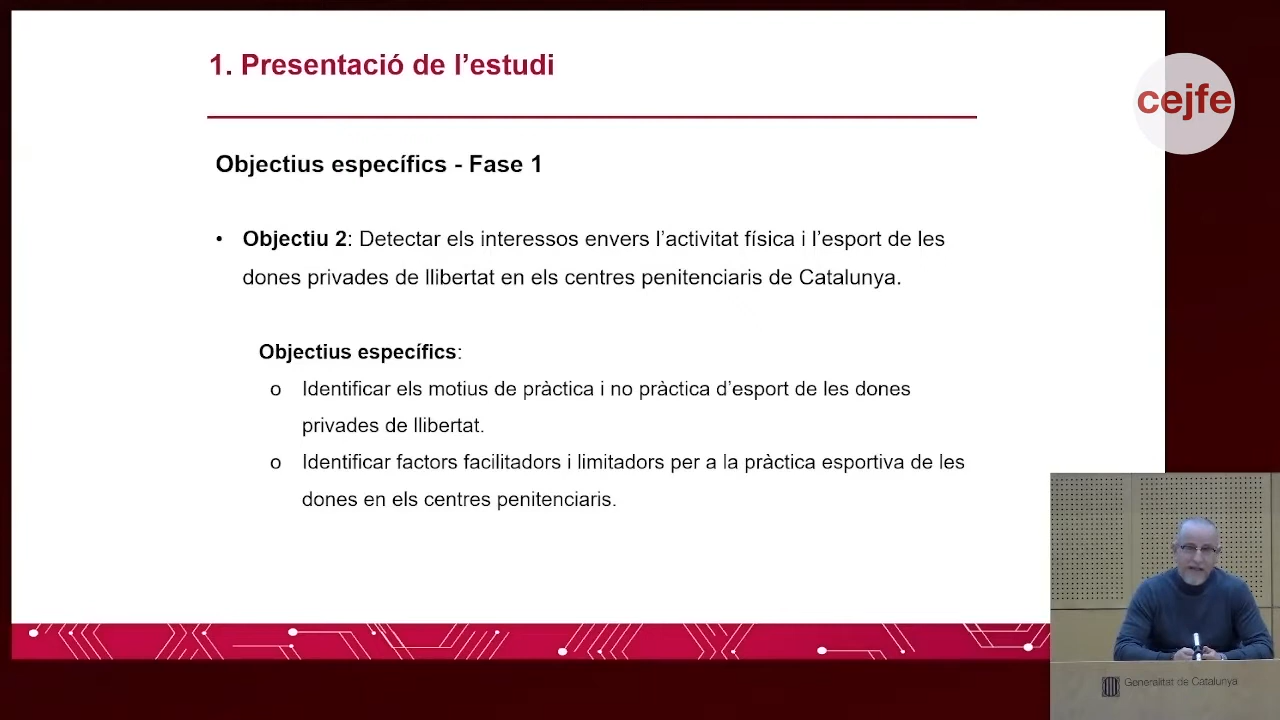 1. Presentació de l’estudi
cejfe
Objectius específics - Fase 1
• Objectiu 2: Detectar els interessos envers l’activitat física i l’esport de les
dones privades de llibertat en els centres penitenciaris de Catalunya.
Objectius específics:
o Identificar els motius de pràctica i no pràctica d’esport de les dones
privades de llibertat.
o Identificar factors facilitadors i limitadors per a la pràctica esportiva de les
dones en els centres penitenciaris.
Generalitat de Catalunya